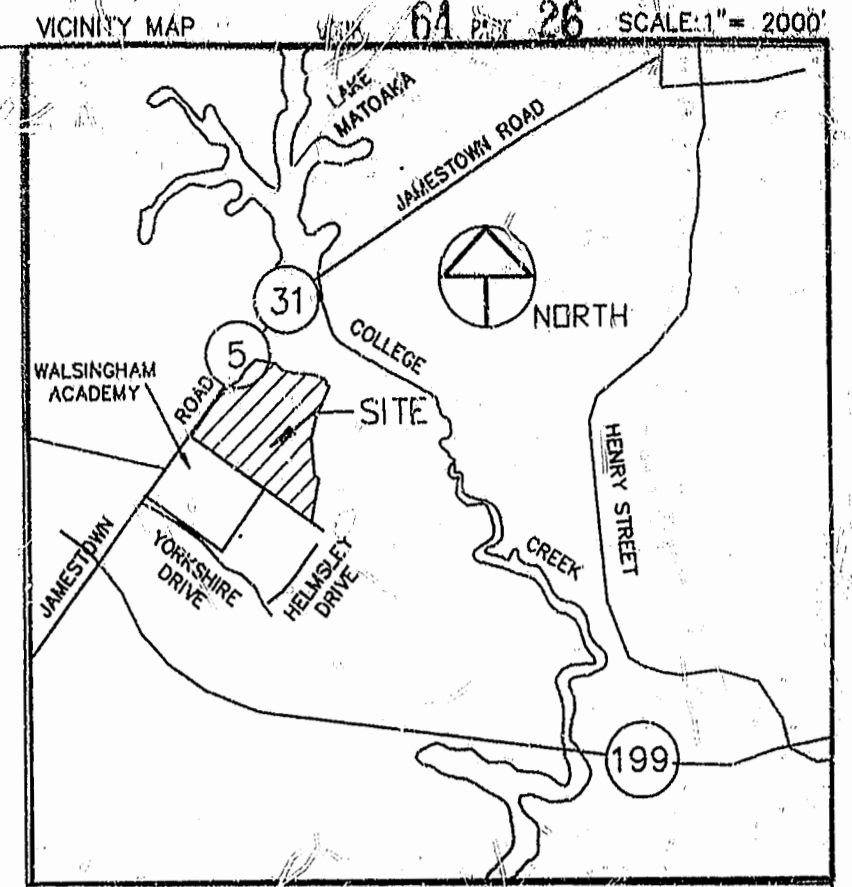 VICINITY MAP
61
26
SCALE: 1"= 2000'
LAKE
MATOAKA
JAMESTOWN ROAD
31
NORTH
5
COLLEGE
WALSINGHAM
ACADEMY
ROAD
SITE
HENRY STREET
JAMESTOWN
YORKSHIRE
DRIVE
HELMSLEY
DRIVE
CREEK
199